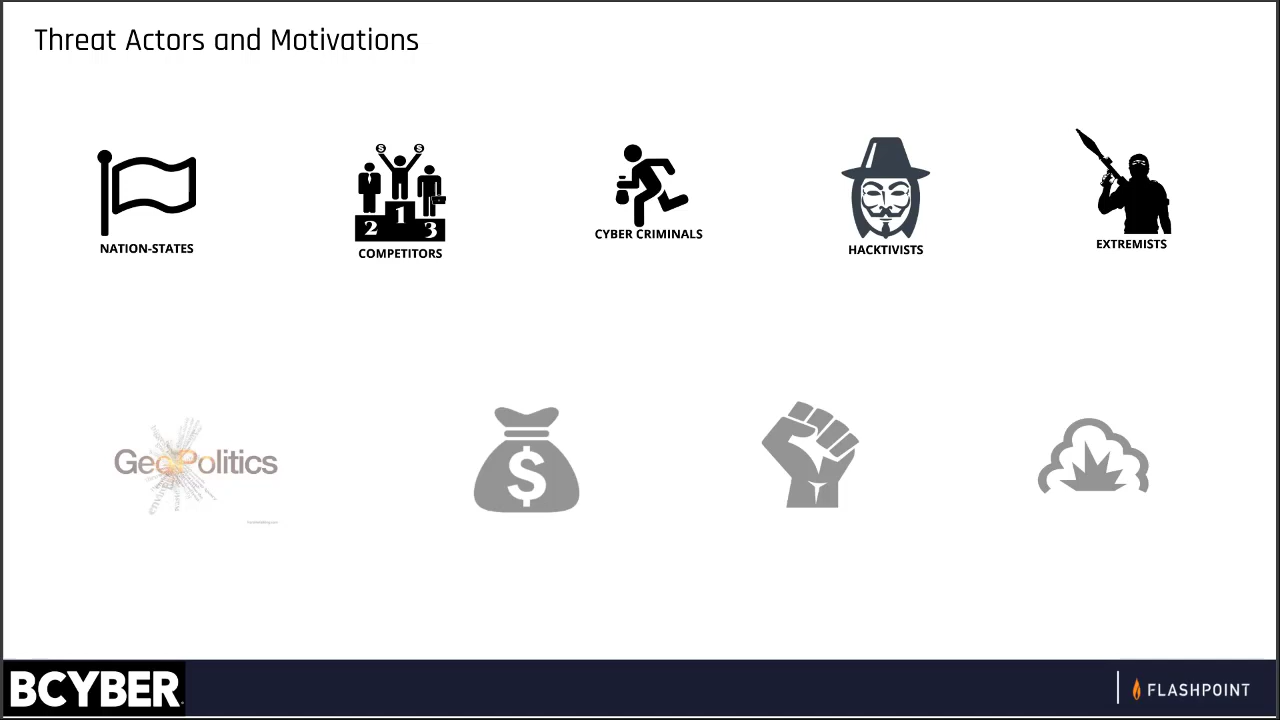 Threat Actors and Motivations
NATION-STATES
COMPETITORS
CYBER CRIMINALS
HACKTIVISTS
EXTREMISTS
$ $
1
2
3
GeoPolitics
$
BCYBER
FLASHPOINT